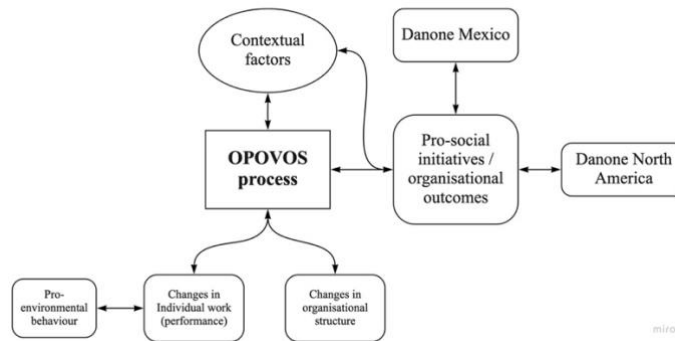 Contextual
factors
Danone Mexico
OPOVOS
process
Pro-social
initiatives /
organisational
outcomes
Danone North
America
Pro-
environmental
behaviour
Changes in
Individual work
(performance)
Changes in
organisational
structure
miro